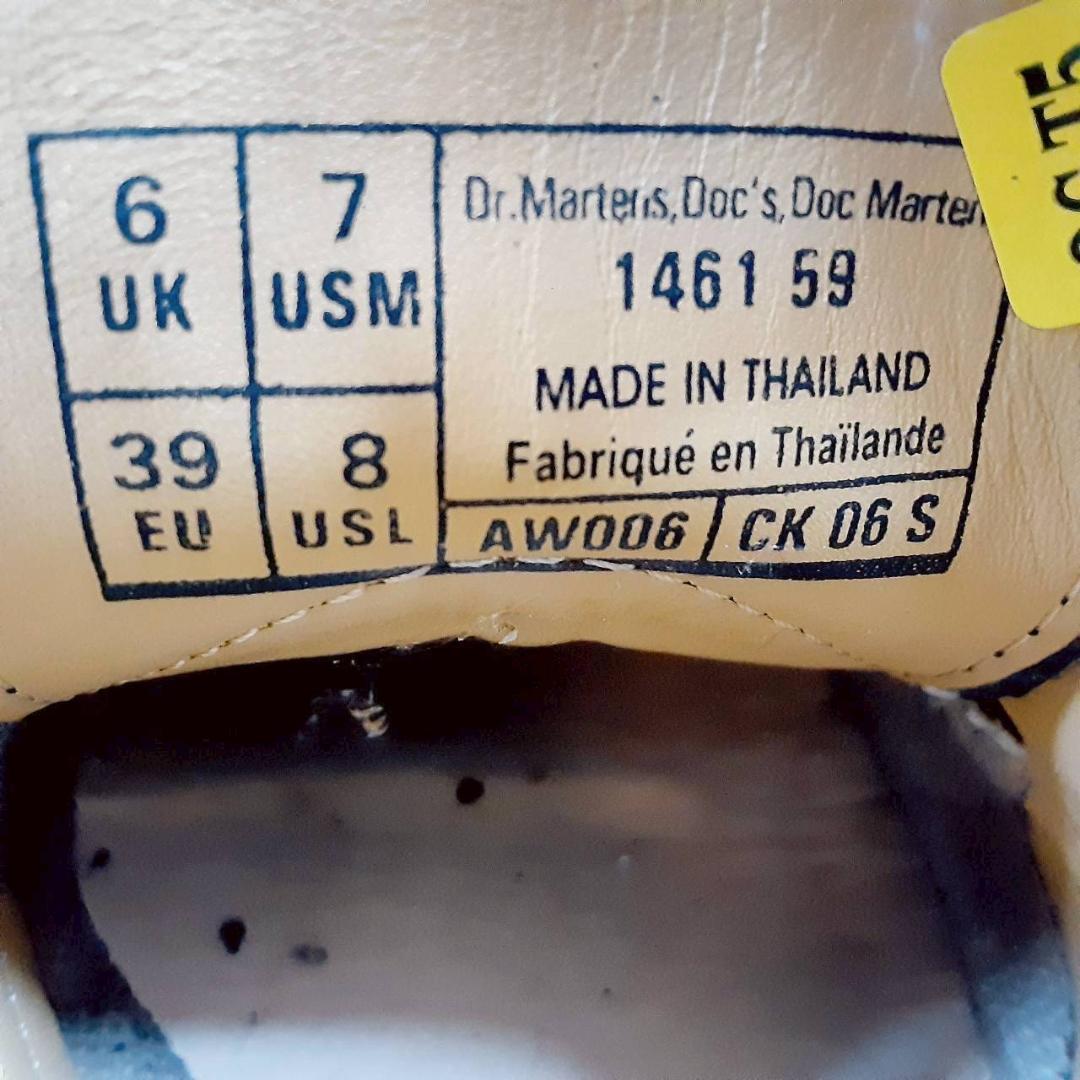 6
UK
7
USM
39
EU
8
USL
Dr.Martens,Doc's,Doc Marten
1461 59
MADE IN THAILAND
Fabriqué en Thaïlande
AW006
CK 06 S